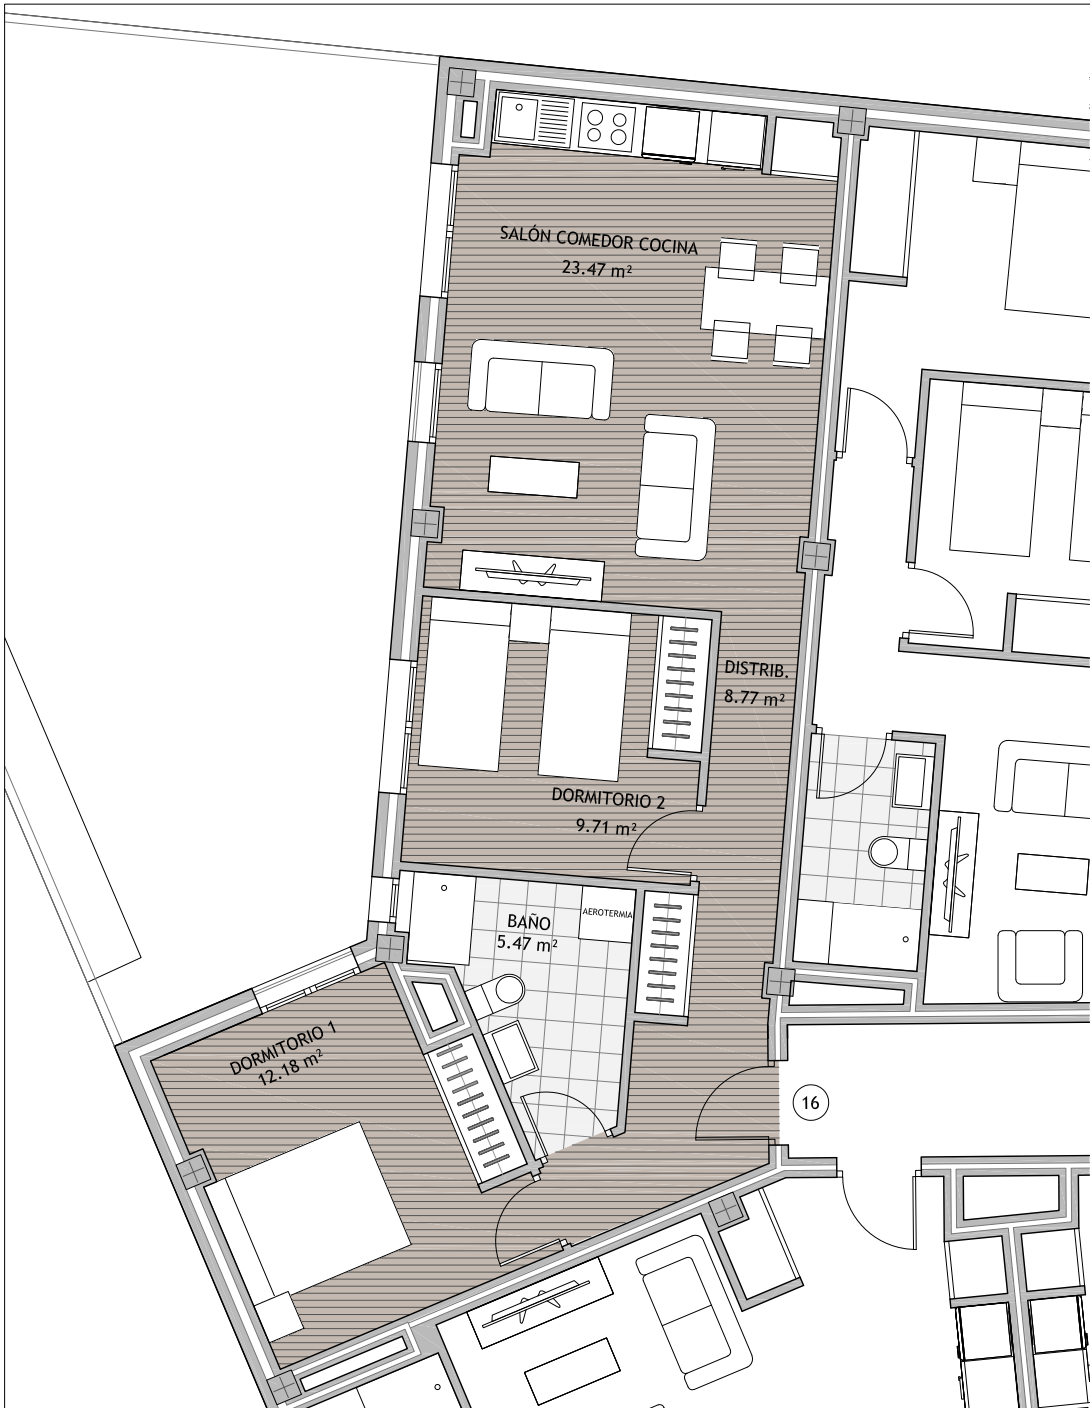 SALÓN COMEDOR COCINA
23.47 m²
DISTRIB.
8.77 m²
DORMITORIO 2
9.71 m²
BAÑO
5.47 m²
AEROTERMIA
DORMITORIO 1
12.18 m²
16